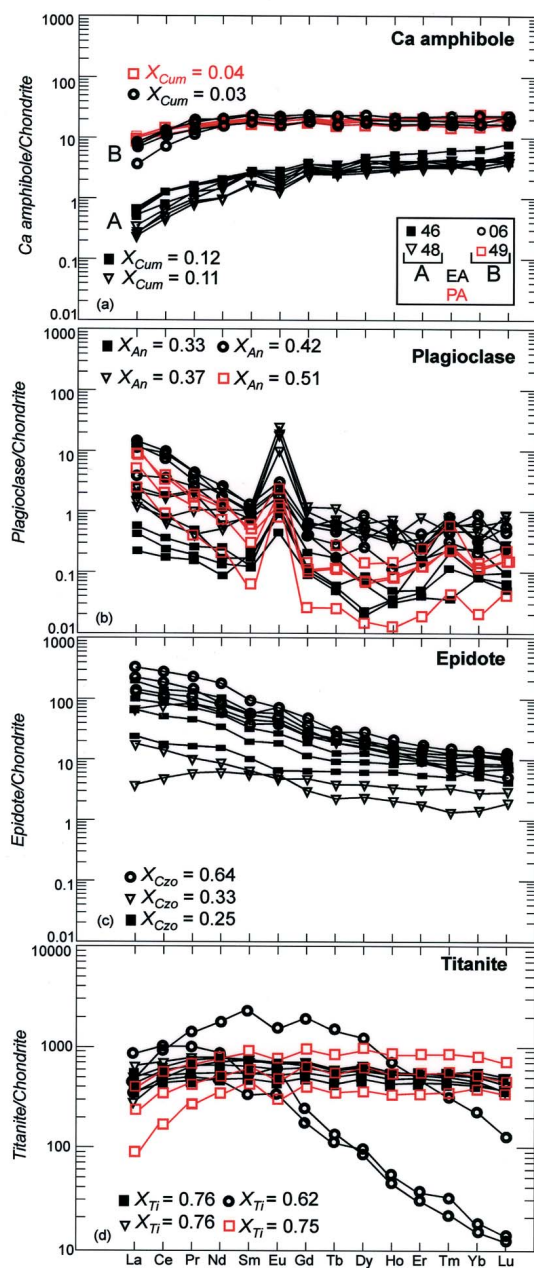 Ca amphibole
Ca amphibole/Chondrite
1000
100
10
1
0.1
0.01
X_Cum = 0.04
X_Cum = 0.03
B
A
X_Cum = 0.12
X_Cum = 0.11
46 06
48 49
A EA B
PA
(a)
Plagioclase
Plagioclase/Chondrite
1000
100
10
1
0.1
0.01
X_An = 0.33 X_An = 0.42
X_An = 0.37 X_An = 0.51
(b)
Epidote
Epidote/Chondrite
1000
100
10
1
0.1
0.01
X_Czo = 0.64
X_Czo = 0.33
X_Czo = 0.25
(c)
Titanite
Titanite/Chondrite
10000
1000
100
10
X_Ti = 0.76 X_Ti = 0.62
X_Ti = 0.76 X_Ti = 0.75
(d)
La Ce Pr Nd Sm Eu Gd Tb Dy Ho Er Tm Yb Lu